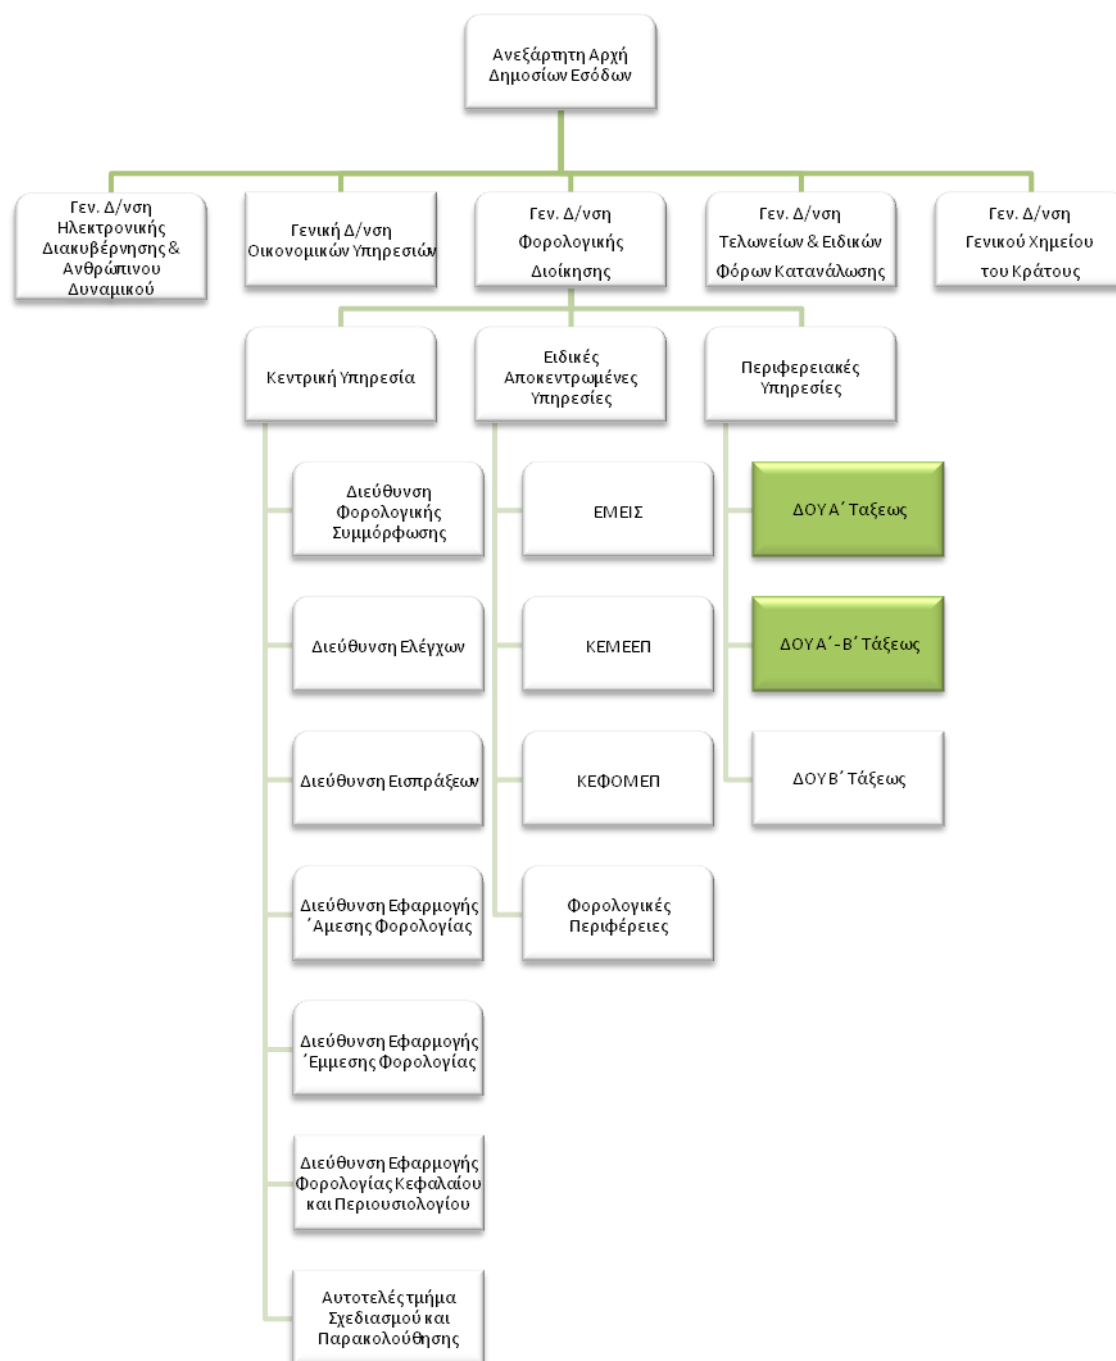 Ανεξάρτητη Αρχή
Δημοσίων Εσόδων
Γεν. Δ/νση
Ηλεκτρονικής
Διακυβέρνησης &
Ανθρώπινου
Δυναμικού
Γενική Δ/νση
Οικονομικών Υπηρεσιών
Γεν. Δ/νση
Φορολογικής
Διοίκησης
Γεν. Δ/νση
Τελωνείων & Ειδικών
Φόρων Κατανάλωσης
Γεν. Δ/νση
Γενικού Χημείου
του Κράτους
Κεντρική Υπηρεσία
Ειδικές
Αποκεντρωμένες
Υπηρεσίες
Περιφερειακές
Υπηρεσίες
Διεύθυνση
Φορολογικής
Συμμόρφωσης
Διεύθυνση Ελέγχων
Διεύθυνση Εισπράξεων
Διεύθυνση Εφαρμογής
΄Αμεσης Φορολογίας
Διεύθυνση Εφαρμογής
΄Εμμεσης Φορολογίας
Διεύθυνση Εφαρμογής
Φορολογίας Κεφαλαίου
και Περιουσιολογίου
Αυτοτελές τμήμα
Σχεδιασμού και
Παρακολούθησης
ΕΜΕΙΣ
ΚΕΜΕΕΠ
ΚΕΦΟΜΕΠ
Φορολογικές
Περιφέρειες
ΔΟΥ Α΄ Ταξεως
ΔΟΥ Α΄-Β΄ Τάξεως
ΔΟΥ Β΄ Τάξεως